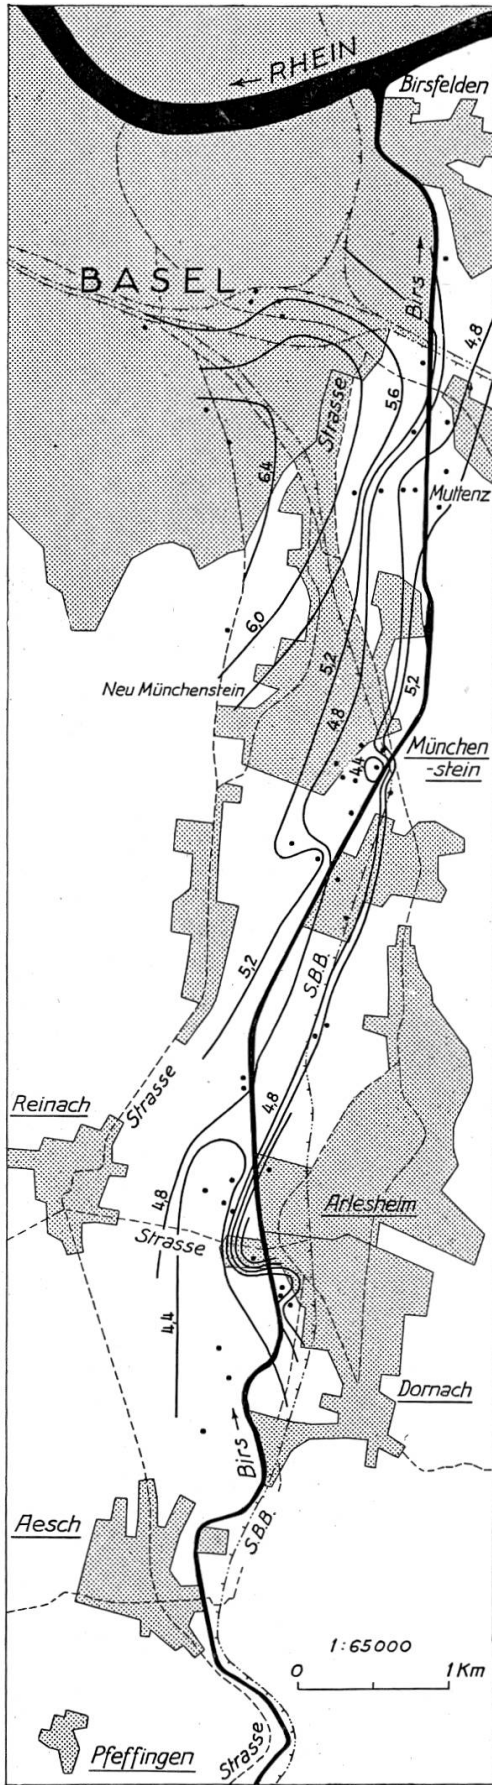 ← RHEIN
Birsfelden
BASEL
Birs →
4,8
5,6
Strasse
6,4
Muttenz
6,0
5,2
5,2
Neu Münchenstein
4,8
München
-stein
4,4
5,2
S.B.B.
Strasse
4,8
Reinach
4,8
Arlesheim
Strasse
4,4
Dornach
Birs →
Aesch
S.B.B.
1:65000
0 1 Km
Strasse
Pfeffingen